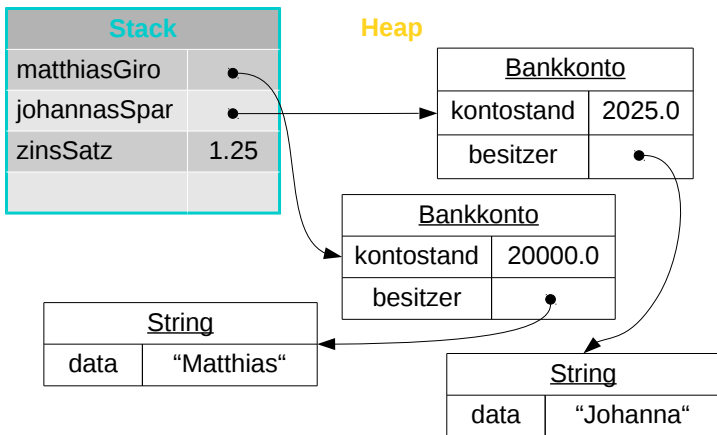 Stack
Heap
matthiasGiro
johannasSpar
zinsSatz 1.25
Bankkonto
kontostand 2025.0
besitzer
Bankkonto
kontostand 20000.0
besitzer
String
data “Matthias“
String
data “Johanna“